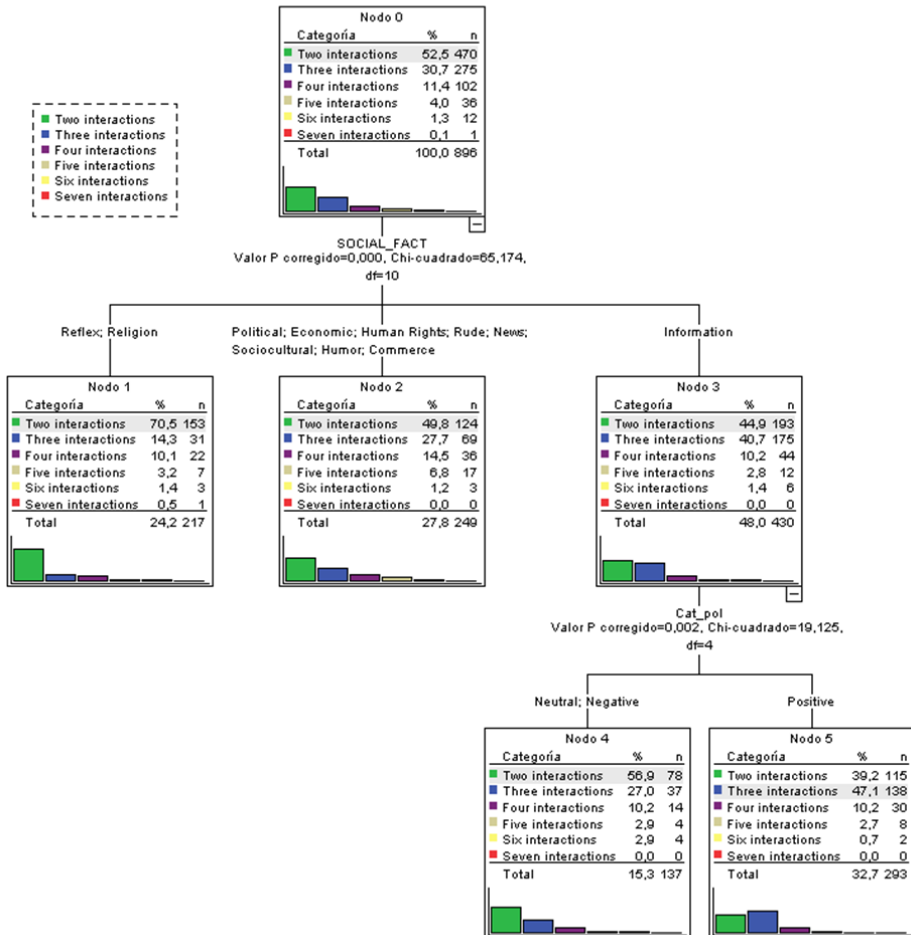 Nodo 0
Categoría % n
Two interactions 52,5 470
Three interactions 30,7 275
Four interactions 11,4 102
Five interactions 4,0 36
Six interactions 1,3 12
Seven interactions 0,1 1
Total 100,0 896
Two interactions
Three interactions
Four interactions
Five interactions
Six interactions
Seven interactions
SOCIAL_FACT
Valor P corregido=0,000, Chi-cuadrado=65,174,
df=10
Reflex; Religion
Political; Economic; Human Rights; Rude; News;
Sociocultural; Humor; Commerce
Information
Nodo 1
Categoría % n
Two interactions 70,5 153
Three interactions 14,3 31
Four interactions 10,1 22
Five interactions 3,2 7
Six interactions 1,4 3
Seven interactions 0,5 1
Total 24,2 217
Nodo 2
Categoría % n
Two interactions 49,8 124
Three interactions 27,7 69
Four interactions 14,5 36
Five interactions 6,8 17
Six interactions 1,2 3
Seven interactions 0,0 0
Total 27,8 249
Nodo 3
Categoría % n
Two interactions 44,9 193
Three interactions 40,7 175
Four interactions 10,2 44
Five interactions 2,8 12
Six interactions 1,4 6
Seven interactions 0,0 0
Total 48,0 430
Cat_pol
Valor P corregido=0,002, Chi-cuadrado=19,125,
df=4
Neutral; Negative
Positive
Nodo 4
Categoría % n
Two interactions 56,9 78
Three interactions 27,0 37
Four interactions 10,2 14
Five interactions 2,9 4
Six interactions 2,9 4
Seven interactions 0,0 0
Total 15,3 137
Nodo 5
Categoría % n
Two interactions 39,2 115
Three interactions 47,1 138
Four interactions 10,2 30
Five interactions 2,7 8
Six interactions 0,7 2
Seven interactions 0,0 0
Total 32,7 293